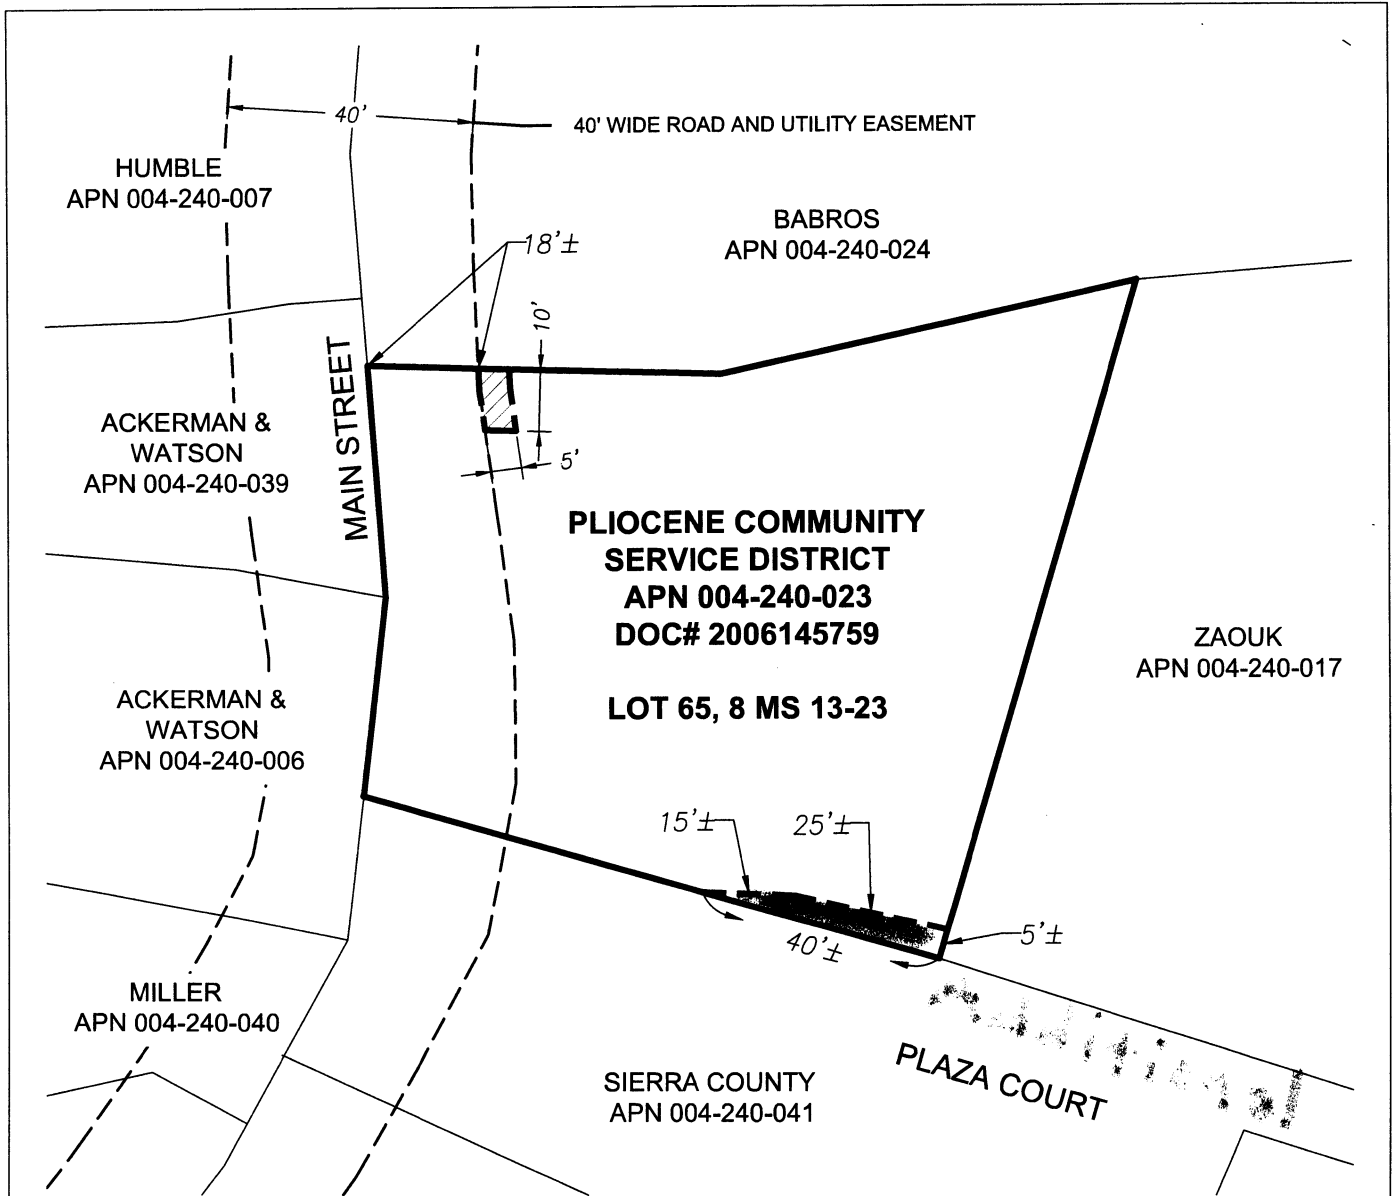 40'
40' WIDE ROAD AND UTILITY EASEMENT
HUMBLE
APN 004-240-007
BABROS
APN 004-240-024
18'±
10'
MAIN STREET
ACKERMAN &
WATSON
APN 004-240-039
5'
PLIOCENE COMMUNITY
SERVICE DISTRICT
APN 004-240-023
DOC# 2006145759
LOT 65, 8 MS 13-23
ZAOUK
APN 004-240-017
ACKERMAN &
WATSON
APN 004-240-006
15'±
25'±
40'±
5'±
MILLER
APN 004-240-040
Additional
PLAZA COURT
SIERRA COUNTY
APN 004-240-041